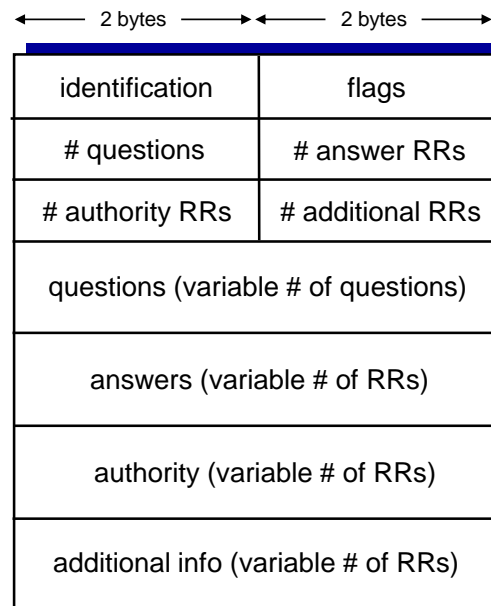 2 bytes 2 bytes
identification flags
# questions # answer RRs
# authority RRs # additional RRs
questions (variable # of questions)
answers (variable # of RRs)
authority (variable # of RRs)
additional info (variable # of RRs)